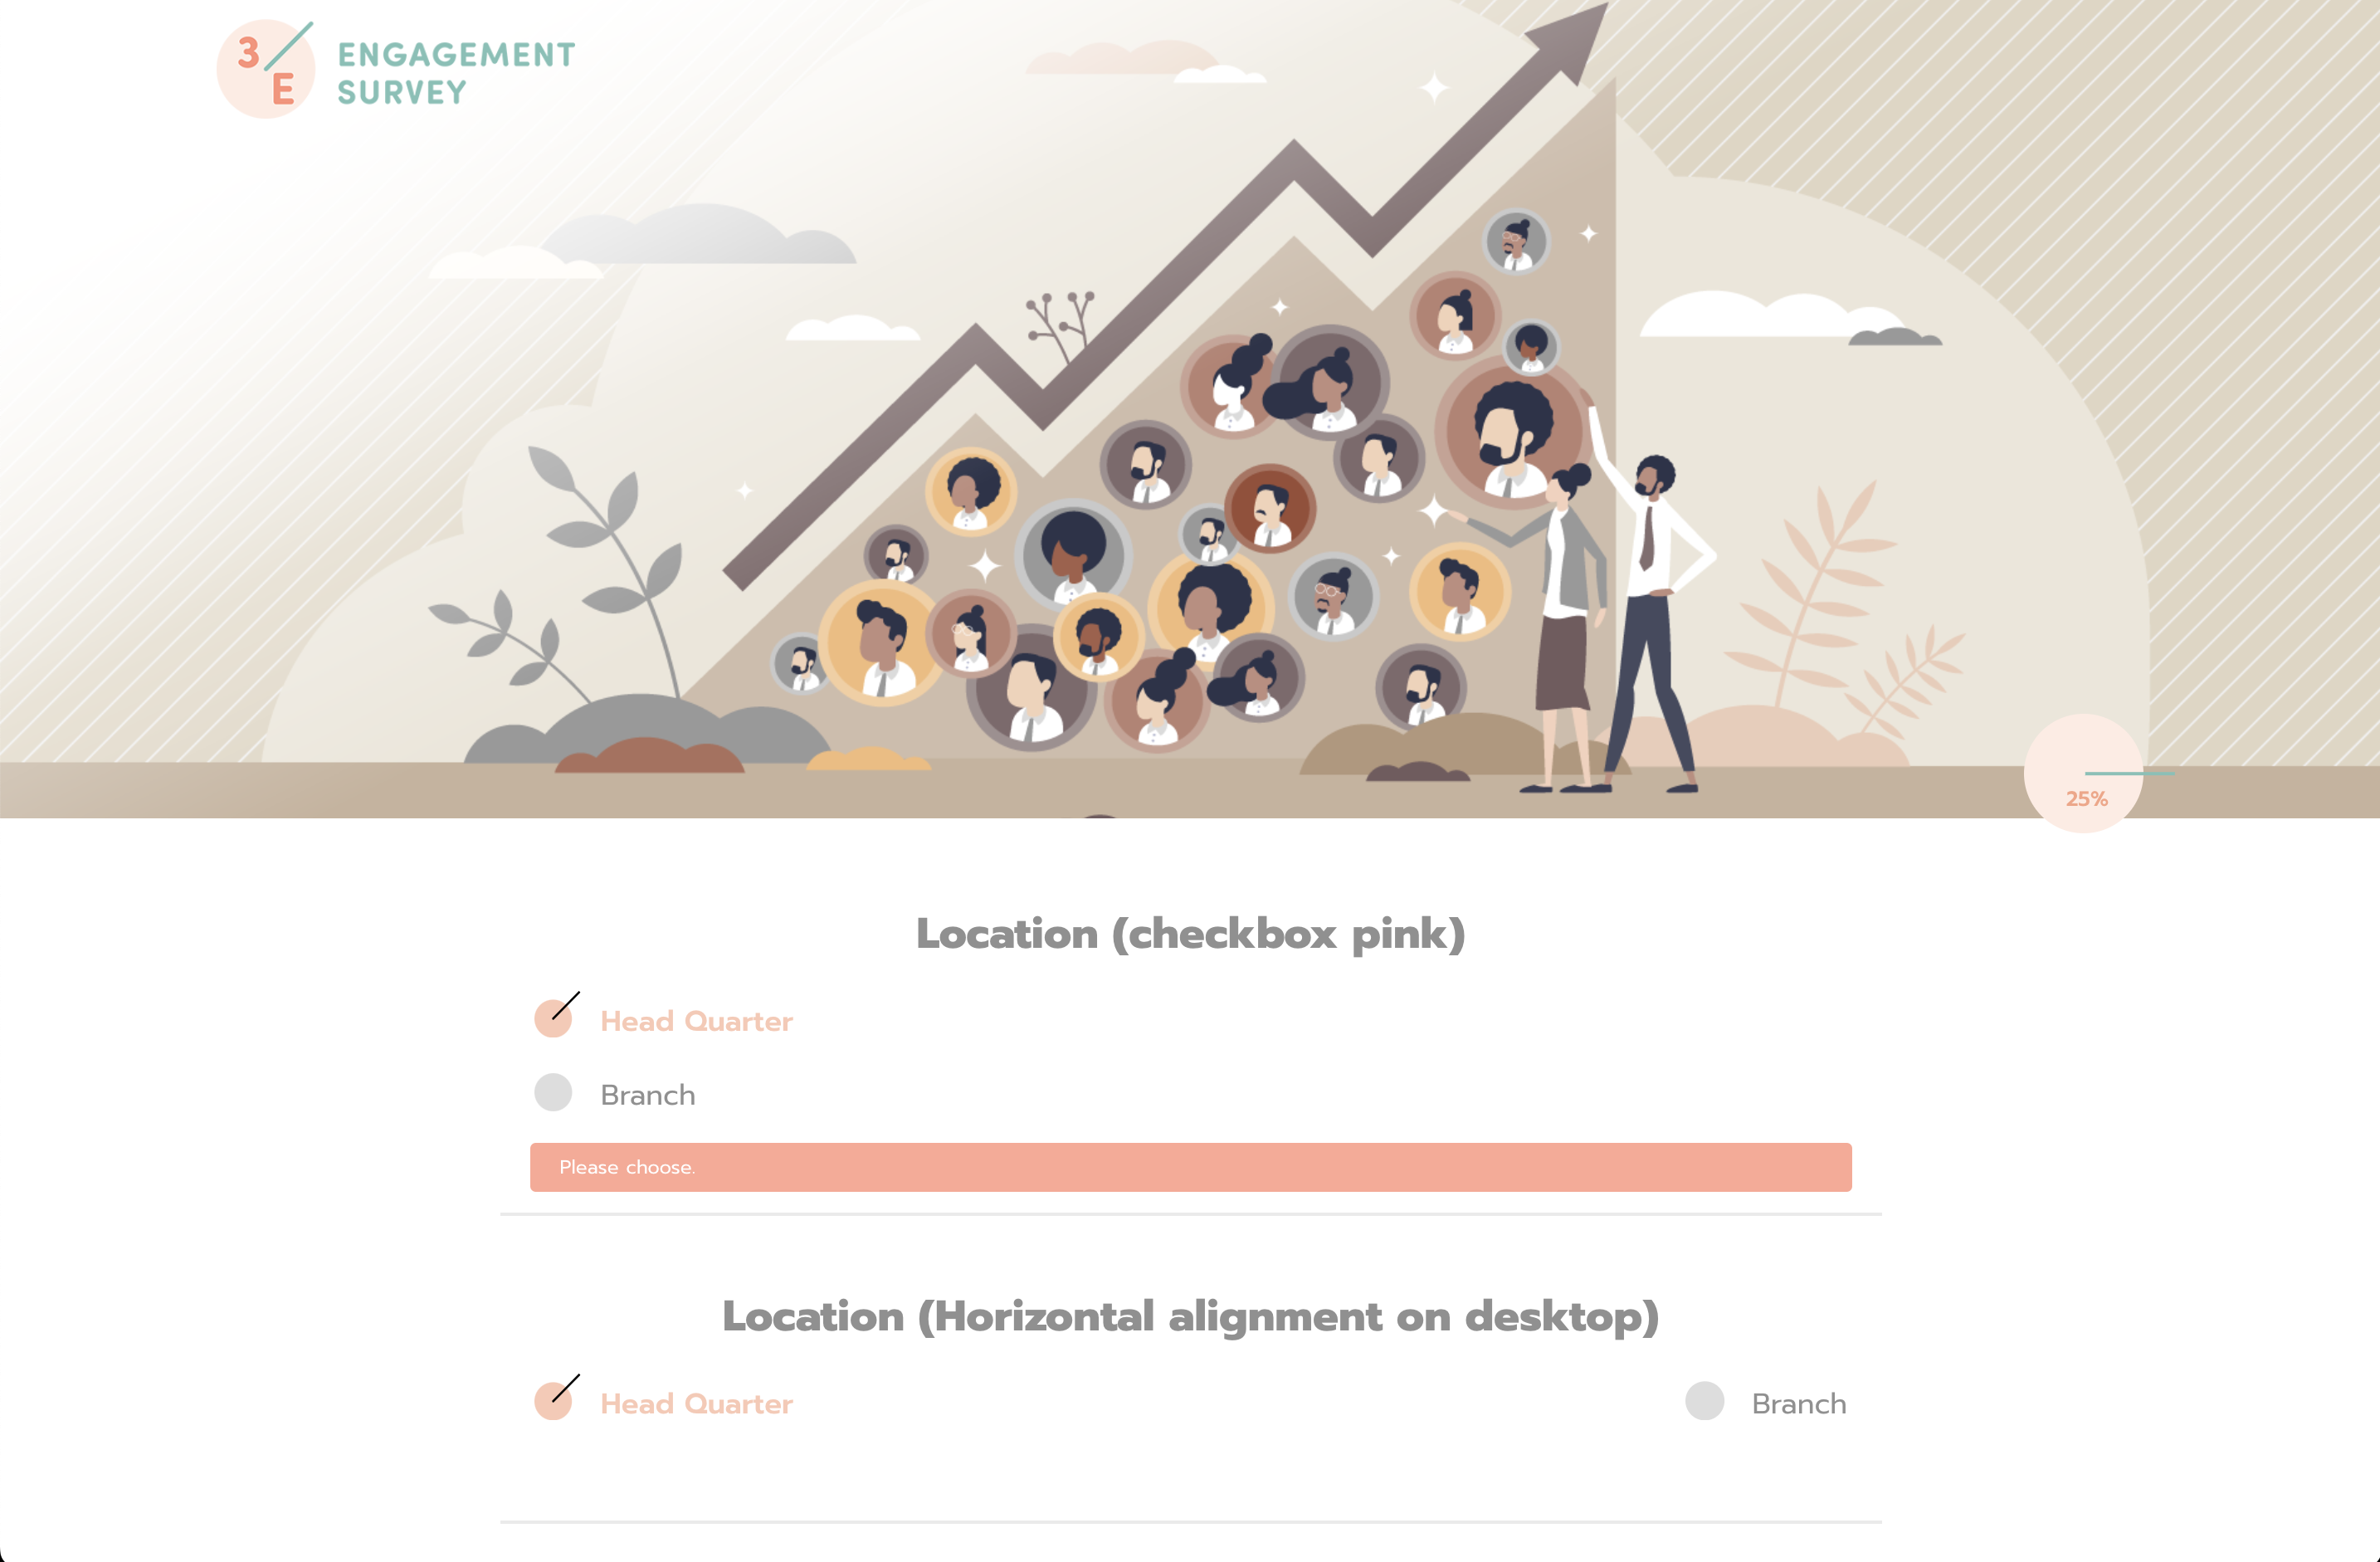 3
E
ENGAGEMENT
SURVEY
25%
Location (checkbox pink)
Head Quarter
Branch
Please choose.
Location (Horizontal alignment on desktop)
Head Quarter
Branch